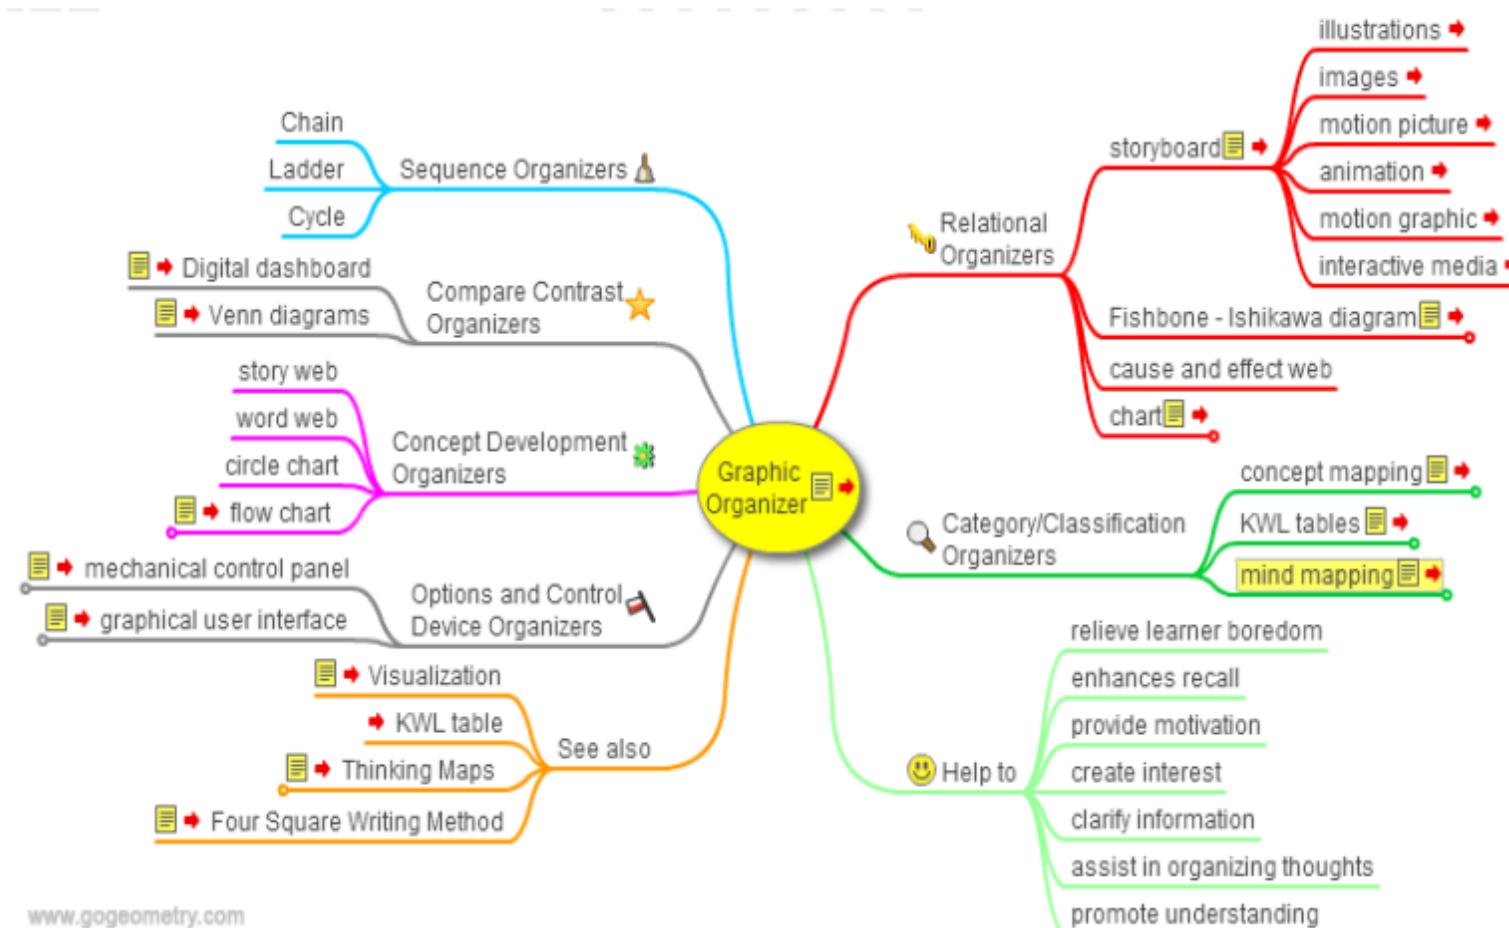 Graphic
Organizer
Sequence Organizers
Chain
Ladder
Cycle
Compare Contrast
Organizers
Digital dashboard
Venn diagrams
Concept Development
Organizers
story web
word web
circle chart
flow chart
Options and Control
Device Organizers
mechanical control panel
graphical user interface
See also
Visualization
KWL table
Thinking Maps
Four Square Writing Method
Relational
Organizers
storyboard
illustrations
images
motion picture
animation
motion graphic
interactive media
Fishbone - Ishikawa diagram
cause and effect web
chart
Category/Classification
Organizers
concept mapping
KWL tables
mind mapping
Help to
relieve learner boredom
enhances recall
provide motivation
create interest
clarify information
assist in organizing thoughts
promote understanding
www.gogeometry.com